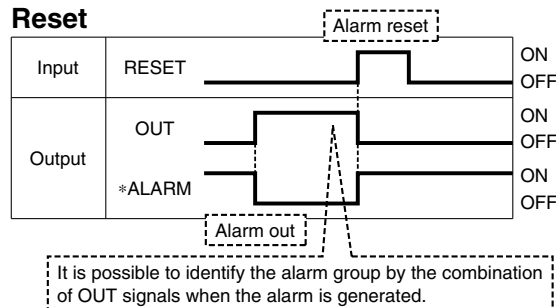 Reset
Alarm reset
Input RESET ON
OFF
Output OUT ON
OFF
*ALARM ON
OFF
Alarm out
It is possible to identify the alarm group by the combination
of OUT signals when the alarm is generated.